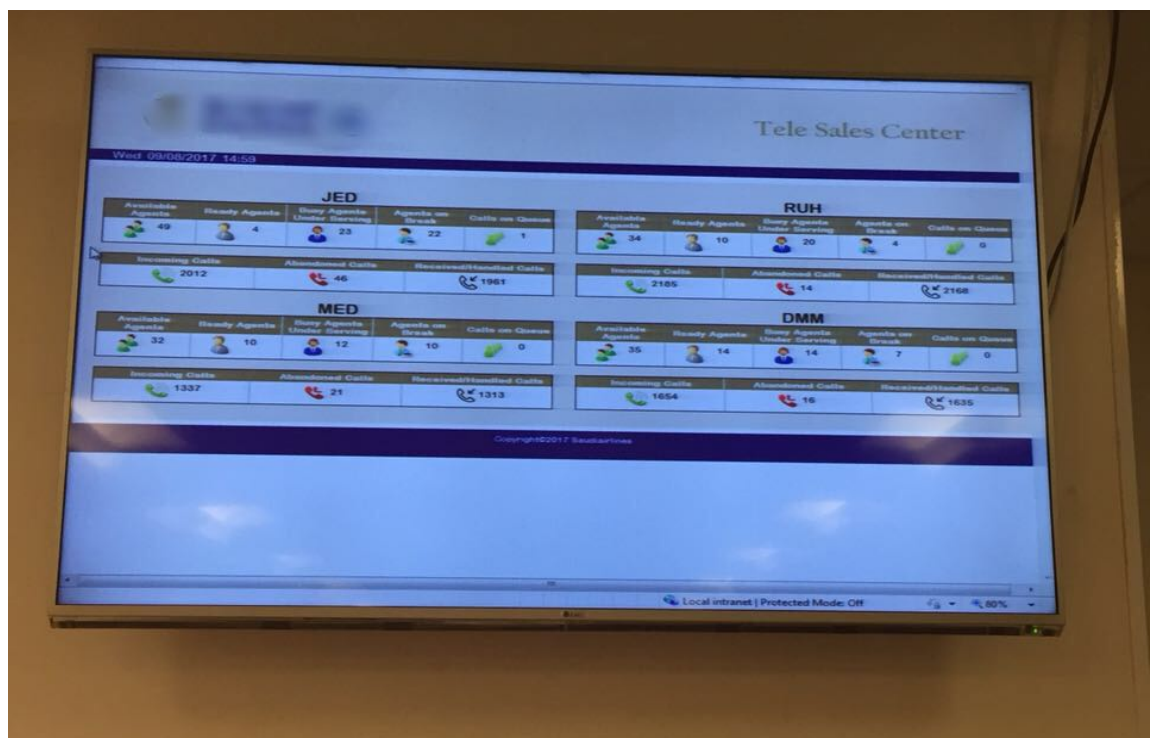 Tele Sales Center
Wed 09/08/2017 14:59
JED
Available Agents Ready Agents Busy Agents Under Serving Agents on Break Calls on Queue
49 4 23 22 1
Incoming Calls Abandoned Calls Received/Handled Calls
2012 46 1961
RUH
Available Agents Ready Agents Busy Agents Under Serving Agents on Break Calls on Queue
34 10 20 4 0
Incoming Calls Abandoned Calls Received/Handled Calls
2185 14 2168
MED
Available Agents Ready Agents Busy Agents Under Serving Agents on Break Calls on Queue
32 10 12 10 0
Incoming Calls Abandoned Calls Received/Handled Calls
1337 21 1313
DMM
Available Agents Ready Agents Busy Agents Under Serving Agents on Break Calls on Queue
35 14 14 7 0
Incoming Calls Abandoned Calls Received/Handled Calls
1654 16 1635
Copyright©2017 Saudiairlines
Local intranet | Protected Mode: Off 80%